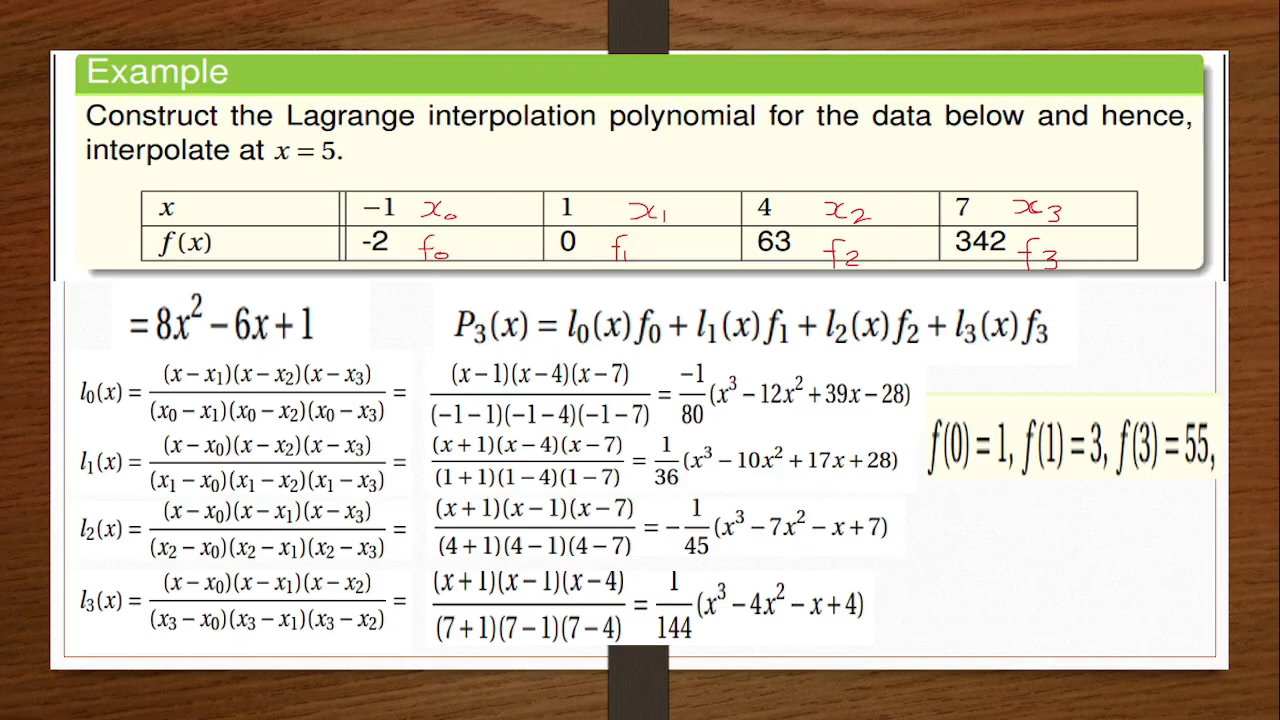 Example
Construct the Lagrange interpolation polynomial for the data below and hence,
interpolate at x = 5.
x −1 x₀ 1 x₁ 4 x₂ 7 x₃
f(x) -2 f₀ 0 f₁ 63 f₂ 342 f₃
= 8x² − 6x + 1
P₃(x) = l₀(x)f₀ + l₁(x)f₁ + l₂(x)f₂ + l₃(x)f₃
l₀(x) = (x − x₁)(x − x₂)(x − x₃) / (x₀ − x₁)(x₀ − x₂)(x₀ − x₃) = (x − 1)(x − 4)(x − 7) / (−1 − 1)(−1 − 4)(−1 − 7) = −1/80 (x³ − 12x² + 39x − 28)
f(0) = 1, f(1) = 3, f(3) = 55,
l₁(x) = (x − x₀)(x − x₂)(x − x₃) / (x₁ − x₀)(x₁ − x₂)(x₁ − x₃) = (x + 1)(x − 4)(x − 7) / (1 + 1)(1 − 4)(1 − 7) = 1/36 (x³ − 10x² + 17x + 28)
l₂(x) = (x − x₀)(x − x₁)(x − x₃) / (x₂ − x₀)(x₂ − x₁)(x₂ − x₃) = (x + 1)(x − 1)(x − 7) / (4 + 1)(4 − 1)(4 − 7) = − 1/45 (x³ − 7x² − x + 7)
l₃(x) = (x − x₀)(x − x₁)(x − x₂) / (x₃ − x₀)(x₃ − x₁)(x₃ − x₂) = (x + 1)(x − 1)(x − 4) / (7 + 1)(7 − 1)(7 − 4) = 1/144 (x³ − 4x² − x + 4)